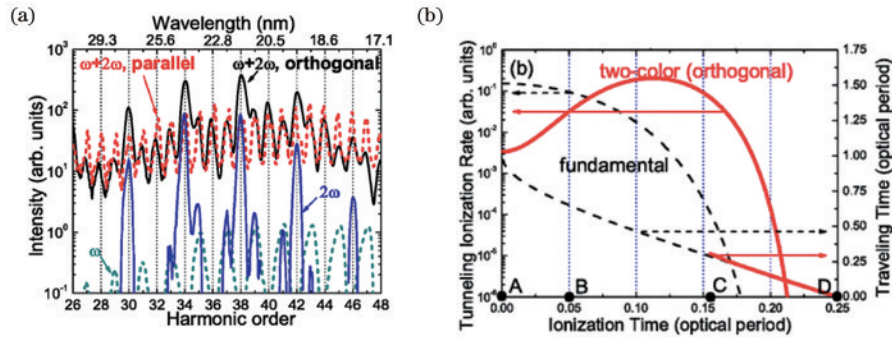 (a)
Wavelength (nm)
29.3 25.6 22.8 20.5 18.6 17.1
ω+2ω, parallel
ω+2ω, orthogonal
2ω
ω
Intensity (arb. units)
10³
10²
10¹
10⁰
10⁻¹
26 28 30 32 34 36 38 40 42 44 46 48
Harmonic order
(b)
(b)
two-color (orthogonal)
fundamental
Tunneling Ionization Rate (arb. units)
10⁰
10⁻¹
10⁻²
10⁻³
10⁻⁴
10⁻⁵
10⁻⁶
1.75
1.50
1.25
1.00
0.75
0.50
0.25
0.00
Traveling Time (optical period)
A B C D
0.00 0.05 0.10 0.15 0.20 0.25
Ionization Time (optical period)